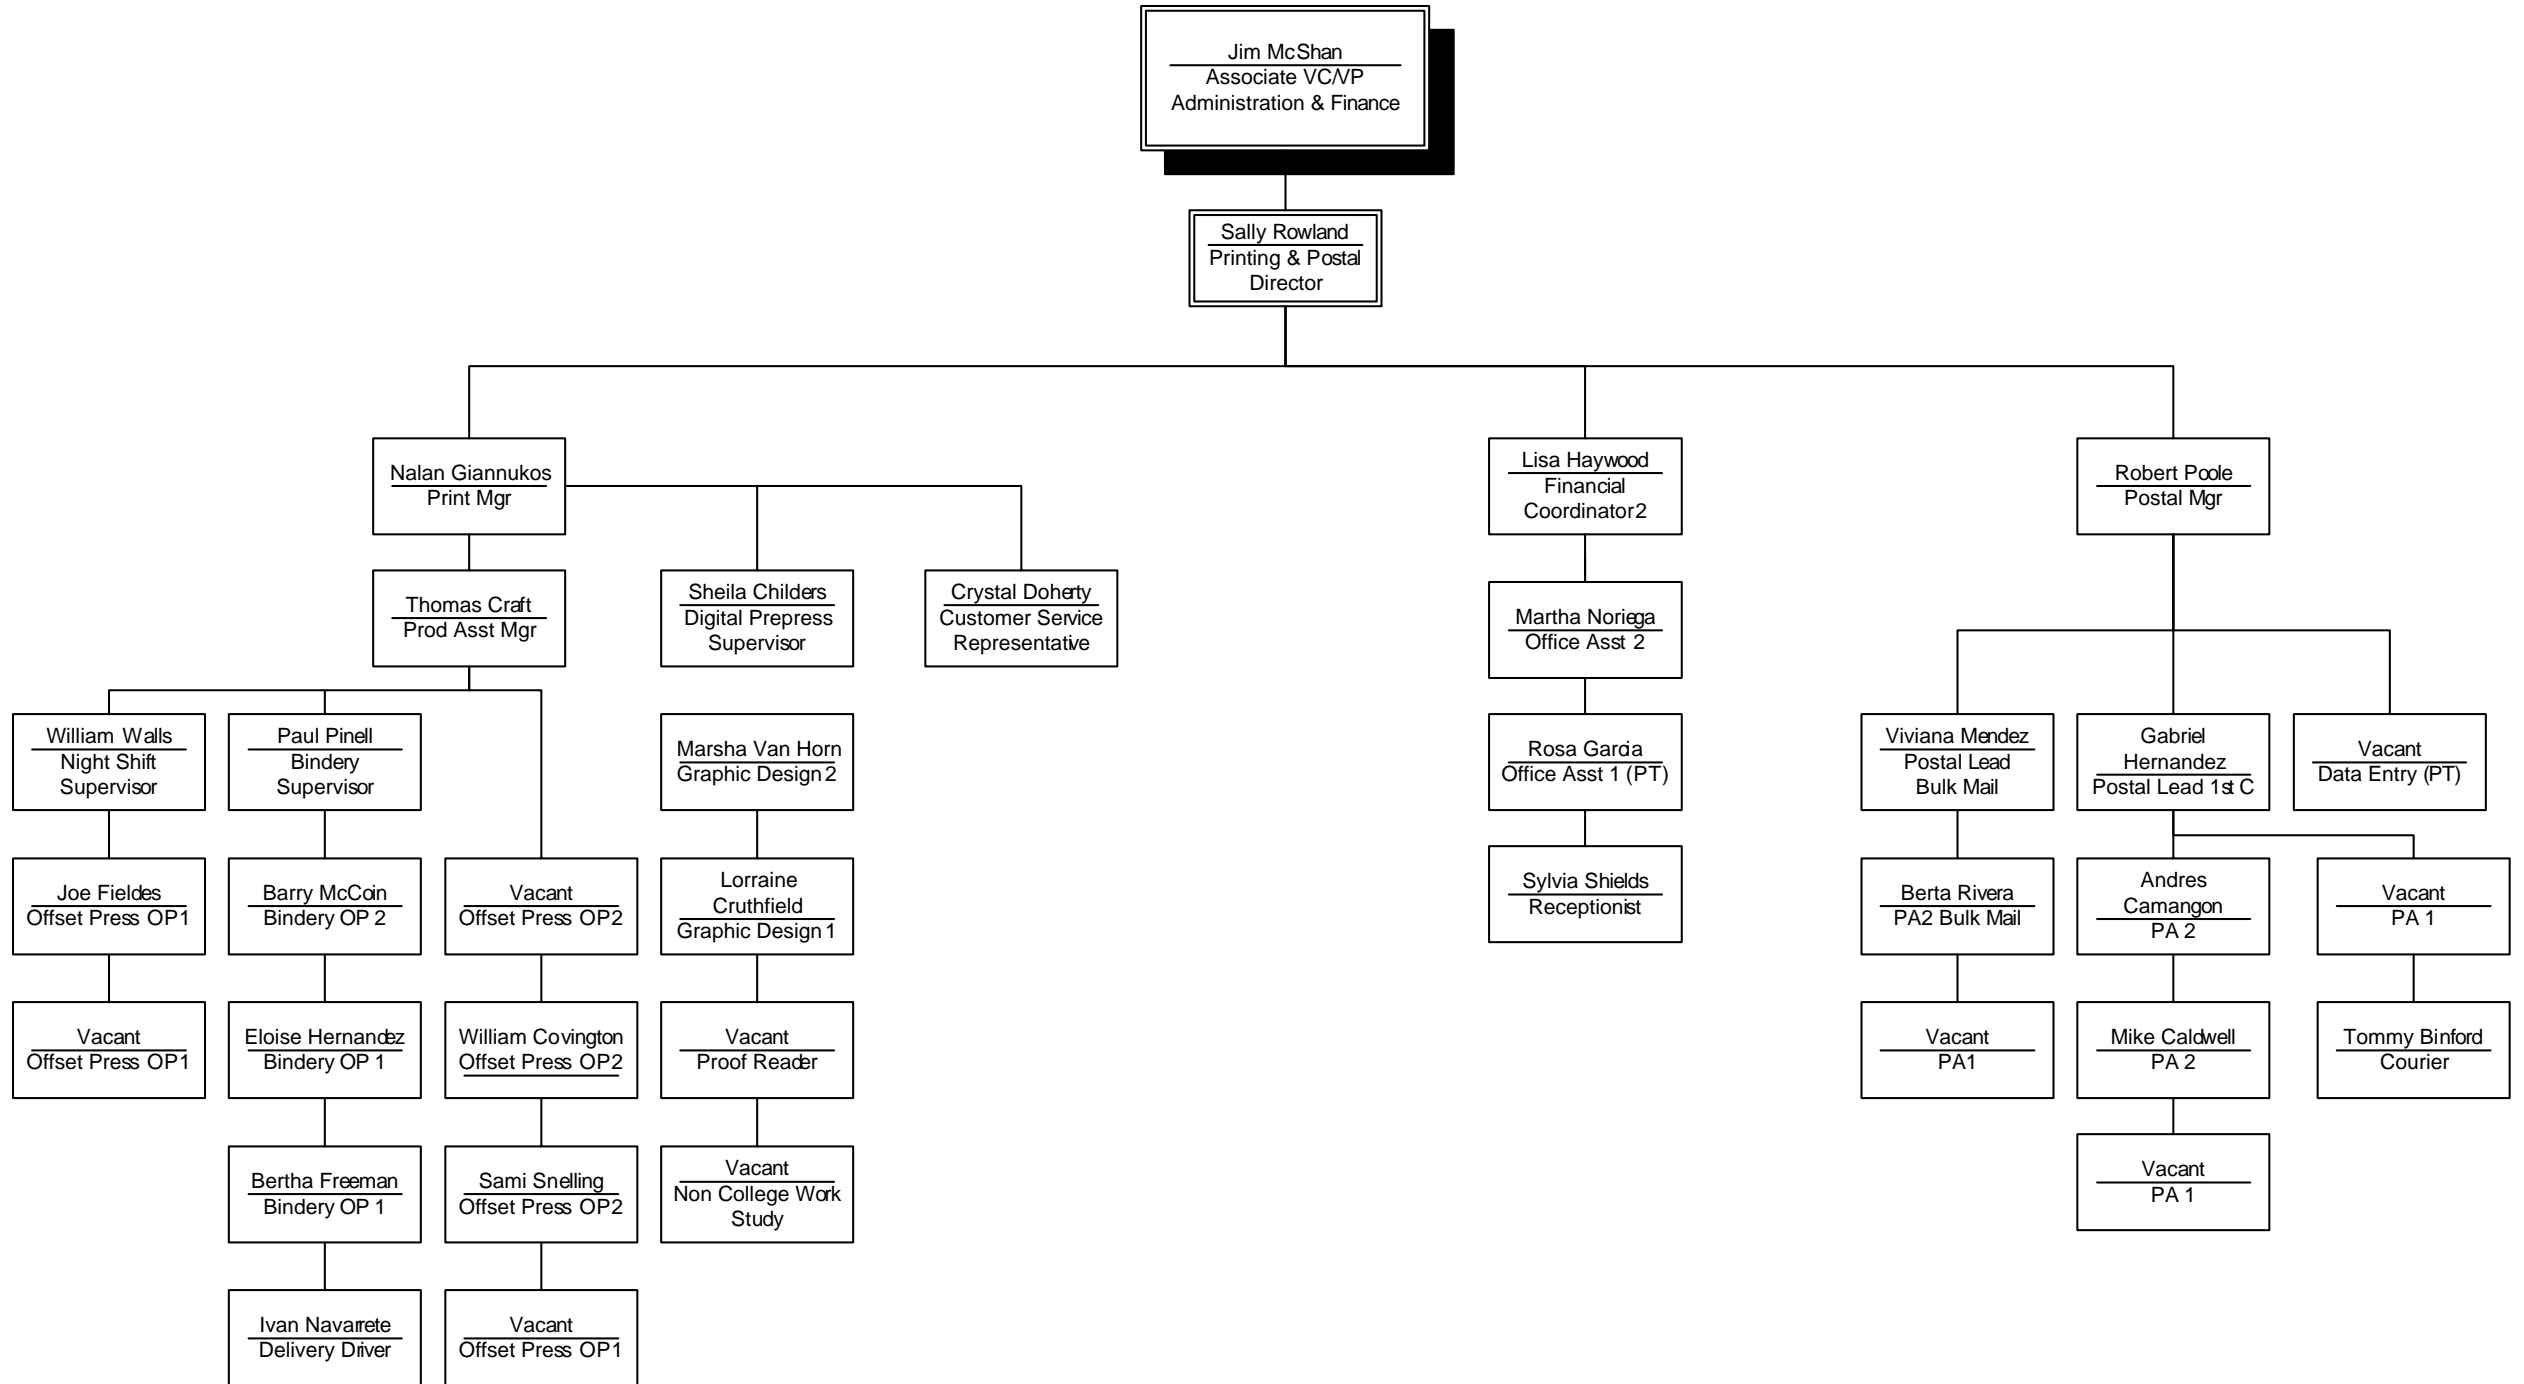 Jim McShan
Associate VC/VP
Administration & Finance
Sally Rowland
Printing & Postal
Director
Nalan Giannukos
Print Mgr
Lisa Haywood
Financial
Coordinator 2
Robert Poole
Postal Mgr
Thomas Craft
Prod Asst Mgr
Sheila Childers
Digital Prepress
Supervisor
Crystal Doherty
Customer Service
Representative
Martha Noriega
Office Asst 2
William Walls
Night Shift
Supervisor
Paul Pinell
Bindery
Supervisor
Marsha Van Horn
Graphic Design 2
Rosa Garcia
Office Asst 1 (PT)
Viviana Mendez
Postal Lead
Bulk Mail
Gabriel
Hernandez
Postal Lead 1st C
Vacant
Data Entry (PT)
Joe Fieldes
Offset Press OP1
Barry McCoin
Bindery OP 2
Vacant
Offset Press OP2
Lorraine
Cruthfield
Graphic Design 1
Sylvia Shields
Receptionist
Berta Rivera
PA2 Bulk Mail
Andres
Camangon
PA 2
Vacant
PA 1
Vacant
Offset Press OP1
Eloise Hernandez
Bindery OP 1
William Covington
Offset Press OP2
Vacant
Proof Reader
Vacant
PA1
Mike Caldwell
PA 2
Tommy Binford
Courier
Bertha Freeman
Bindery OP 1
Sami Snelling
Offset Press OP2
Vacant
Non College Work
Study
Vacant
PA 1
Ivan Navarrete
Delivery Driver
Vacant
Offset Press OP1